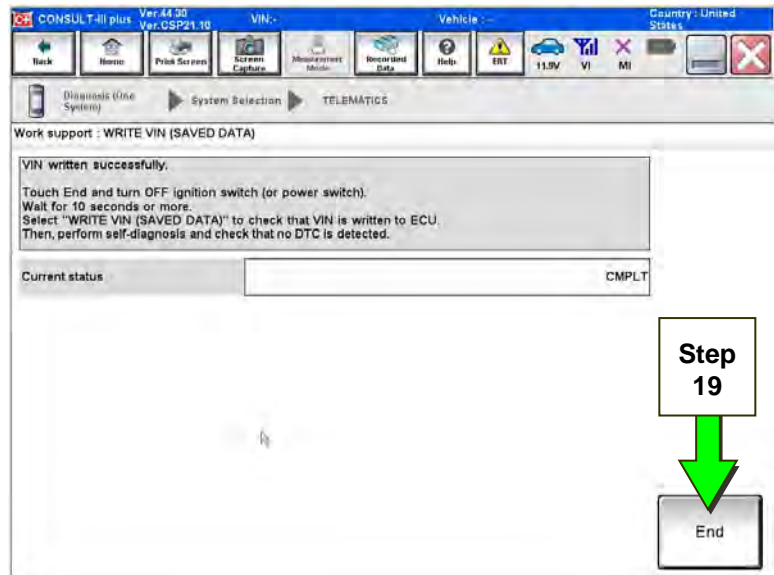 CONSULT-III plus Ver.44.30 Ver.CSP21.10 VIN:- Vehicle : - Country : United States
Back Home Print Screen Screen Capture Measurement Mode Recorded Data Help ERT 11.9V VI MI
Diagnosis (One System) System Selection TELEMATICS
Work support : WRITE VIN (SAVED DATA)
VIN written successfully.
Touch End and turn OFF ignition switch (or power switch).
Wait for 10 seconds or more.
Select "WRITE VIN (SAVED DATA)" to check that VIN is written to ECU.
Then, perform self-diagnosis and check that no DTC is detected.
Current status CMPLT
Step
19
End